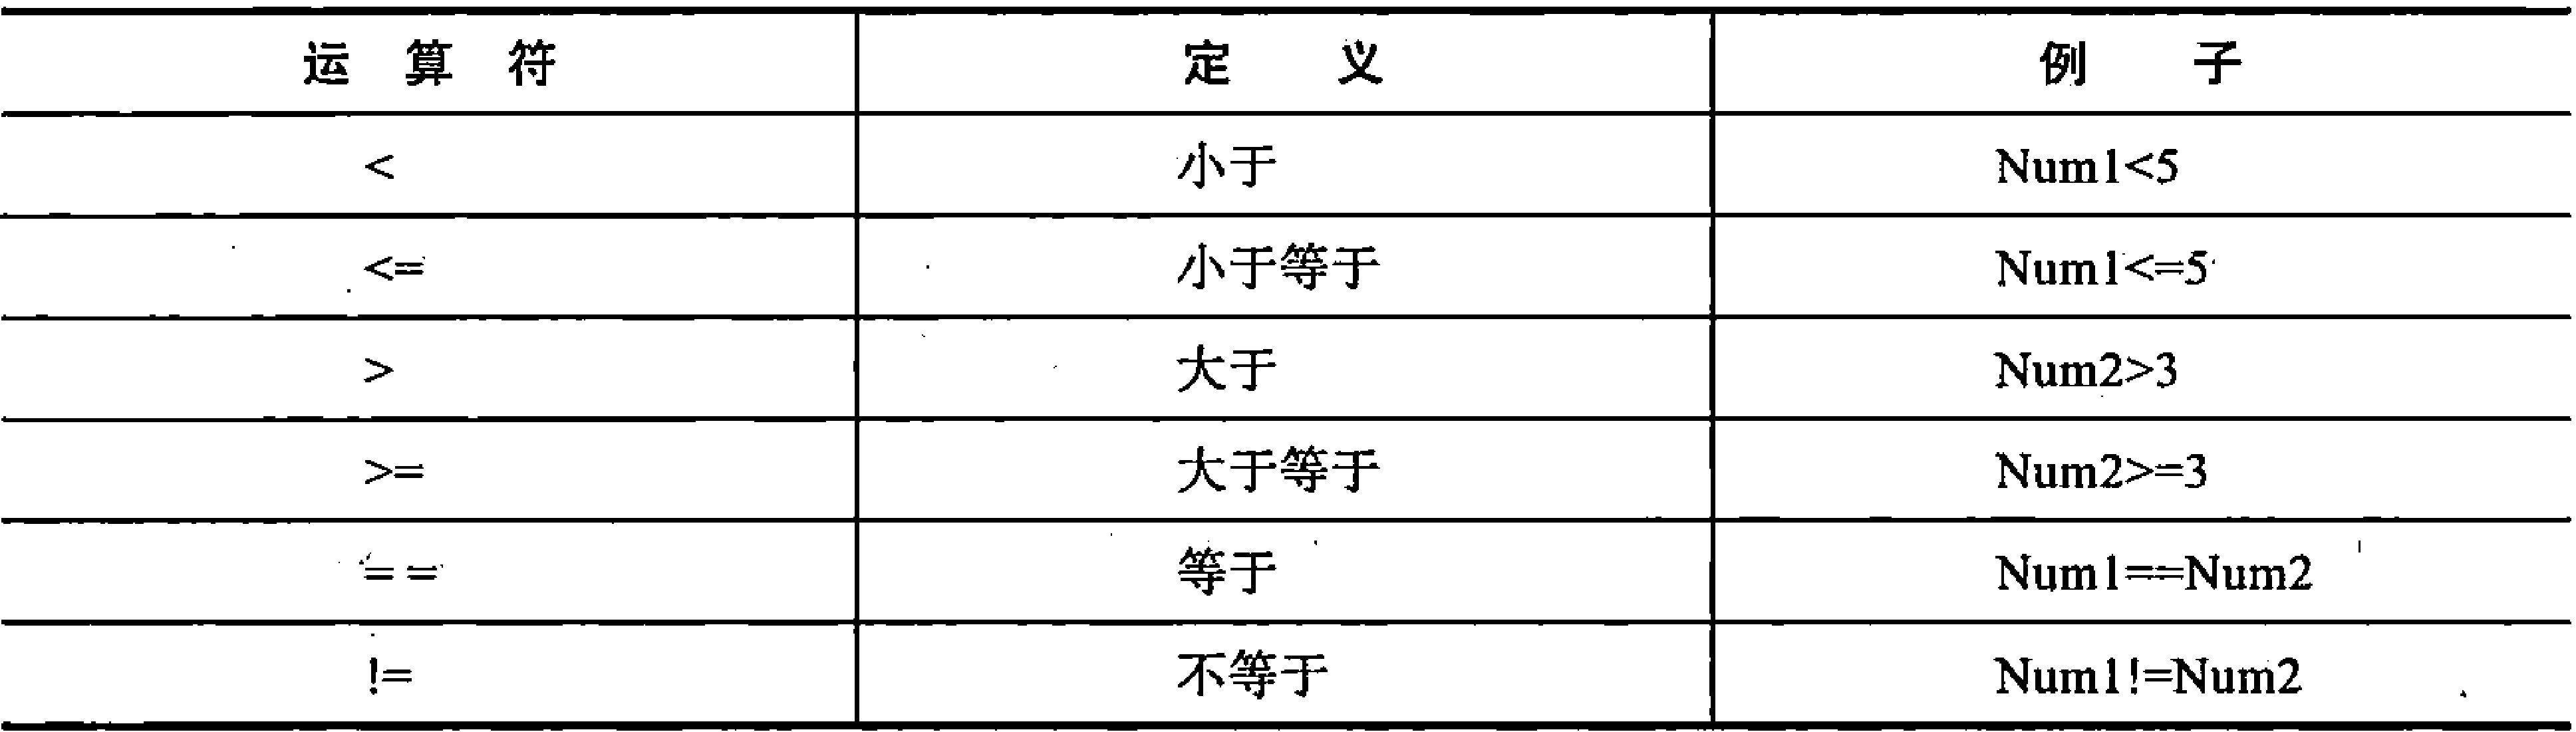 运 算 符 定 义 例 子
< 小于 Num1<5
<= 小于等于 Num1<=5
> 大于 Num2>3
>= 大于等于 Num2>=3
= = 等于 Num1==Num2
!= 不等于 Num1!=Num2